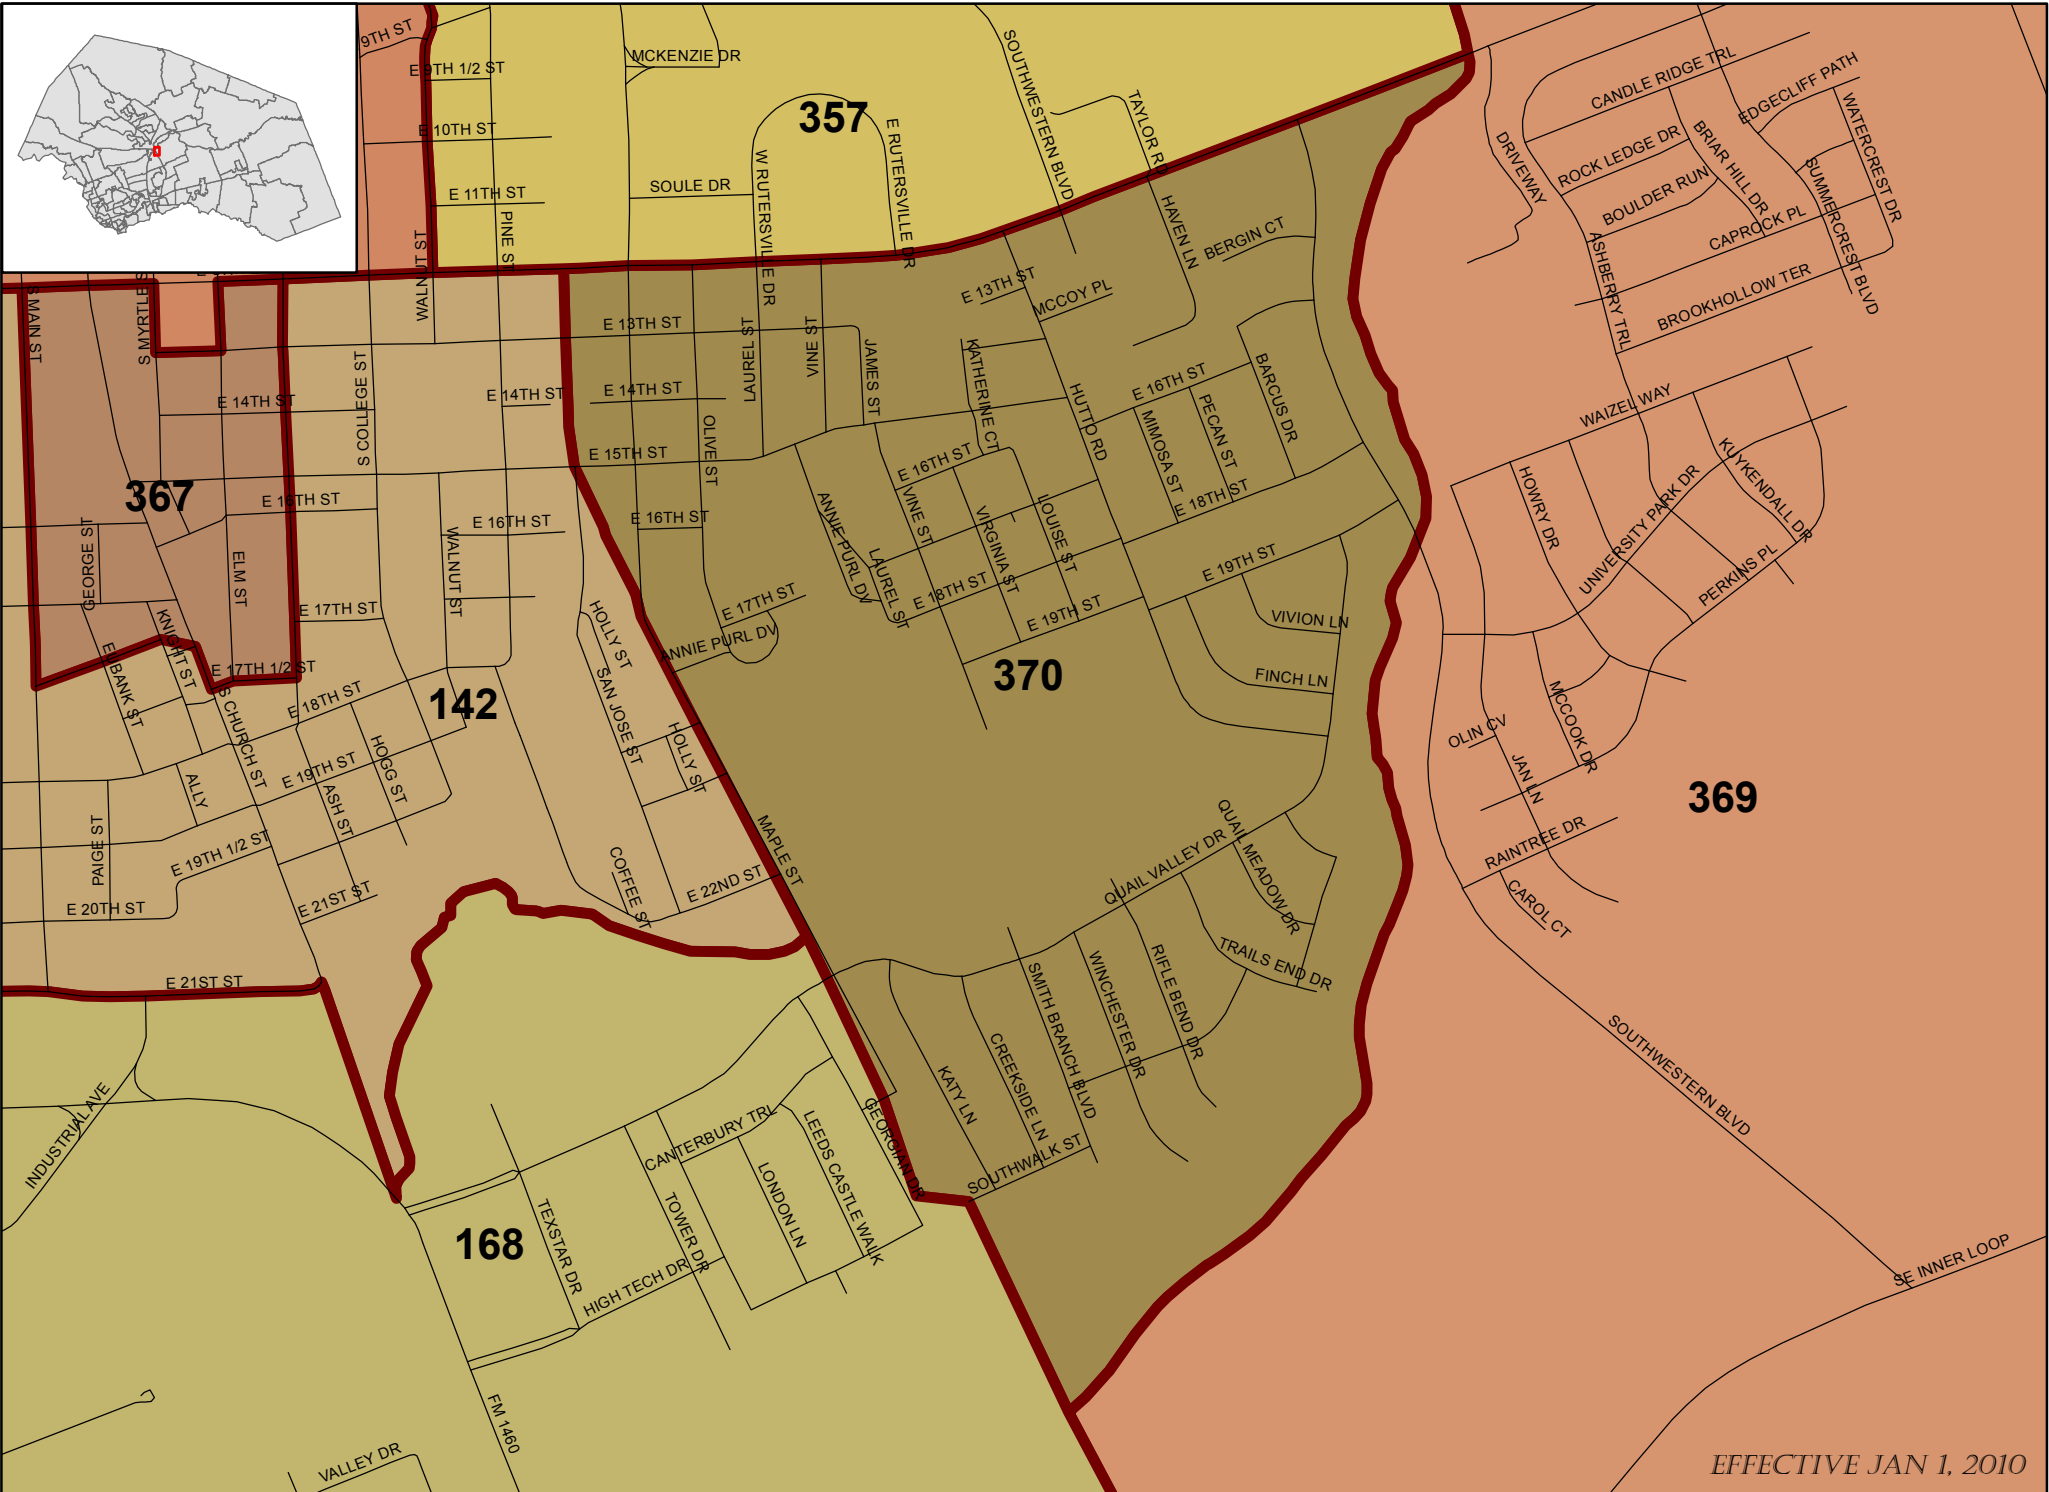 9TH ST
MCKENZIE DR
E 9TH 1/2 ST
SOUTHWESTERN BLVD
CANDLE RIDGE TRL
EDGECLIFF PATH
357
E 10TH ST
TAYLOR RD
E RUTERSVILLE DR
W RUTERSVILLE DR
DRIVEWAY
ROCK LEDGE DR
BRIAR HILL DR
WATERCREST DR
E 11TH ST
SOULE DR
PINE ST
WALNUT ST
HAVEN LN
BERGIN CT
BOULDER RUN
SUMMERCREST BLVD
CAPROCK PL
ASHBERRY TRL
BROOKHOLLOW TER
S MAIN ST
S MYRTLE S
E 13TH ST
MCCOY PL
E 13TH ST
LAUREL ST
VINE ST
JAMES ST
KATHERINE CT
S COLLEGE ST
E 14TH ST
E 14TH ST
E 14TH ST
HUTTO RD
E 16TH ST
BARCUS DR
MIMOSA ST
PECAN ST
WAIZEL WAY
OLIVE ST
E 15TH ST
E 16TH ST
E 18TH ST
HOWRY DR
KUYKENDALL DR
UNIVERSITY PARK DR
367
E 16TH ST
E 16TH ST
E 16TH ST
ANNIE PURL DV
VINE ST
VIRGINIA ST
LOUISE ST
GEORGE ST
ELM ST
WALNUT ST
LAUREL ST
E 18TH ST
E 19TH ST
E 19TH ST
PERKINS PL
E 17TH ST
E 17TH ST
HOLLY ST
ANNIE PURL DV
VIVION LN
FINCH LN
EUBANK ST
KNIGHT ST
E 17TH 1/2 ST
370
142
E 18TH ST
S CHURCH ST
SAN JOSE ST
HOLLY ST
MCCOOK DR
OLIN CV
JAN LN
E 19TH ST
HOGG ST
ALLY
ASH ST
369
PAIGE ST
E 19TH 1/2 ST
MAPLE ST
QUAIL VALLEY DR
QUAIL MEADOW DR
RAINTREE DR
CAROL CT
COFFEE ST
E 22ND ST
E 20TH ST
E 21ST ST
TRAILS END DR
E 21ST ST
SMITH BRANCH BLVD
WINCHESTER DR
RIFLE BEND DR
SOUTHWESTERN BLVD
KATY LN
CREEKSIDE LN
SOUTHWALK ST
INDUSTRIAL AVE
CANTERBURY TRL
LEEDS CASTLE WALK
GEORGIAN DR
LONDON LN
TOWER DR
TEXSTAR DR
168
HIGH TECH DR
SE INNER LOOP
FM 1460
VALLEY DR
EFFECTIVE JAN 1, 2010